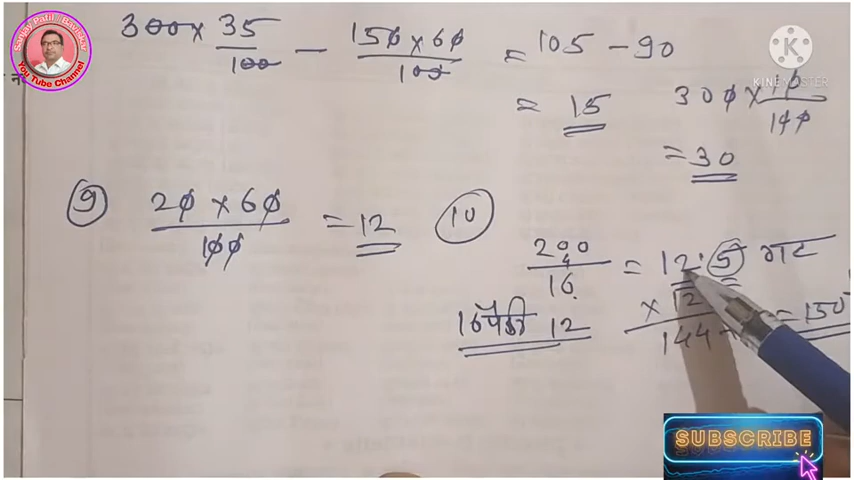 Sanjay Patil / Baviskar
You Tube Channel
न
300 × 35/100 − 150 × 60/100 = 105 − 90
= 15
300 × 10/100
= 30
KINEMASTER
9 20 × 60/100 = 12
10 200/16 = 12.5 गट
× 12
144
= 150
16 पैकी 12
SUBSCRIBE